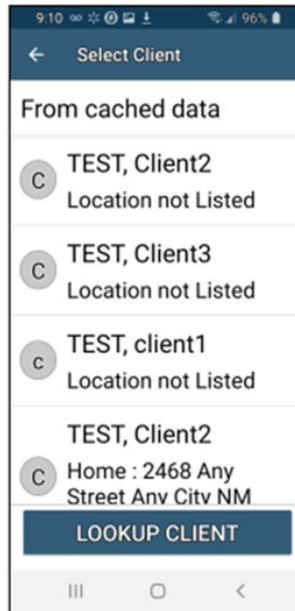 9:10 96%
Select Client
From cached data
C TEST, Client2
Location not Listed
C TEST, Client3
Location not Listed
c TEST, client1
Location not Listed
TEST, Client2
C Home : 2468 Any
Street Any City NM
LOOKUP CLIENT